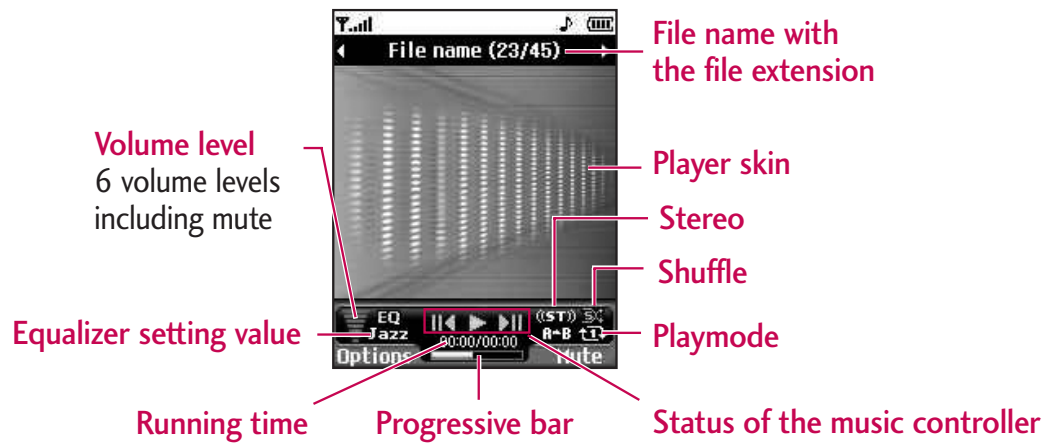 File name (23/45)
File name with
the file extension
Volume level
6 volume levels
including mute
Player skin
Stereo
Shuffle
EQ
Jazz
((ST))
A-B
1
00:00/00:00
Options
Mute
Equalizer setting value
Playmode
Running time
Progressive bar
Status of the music controller